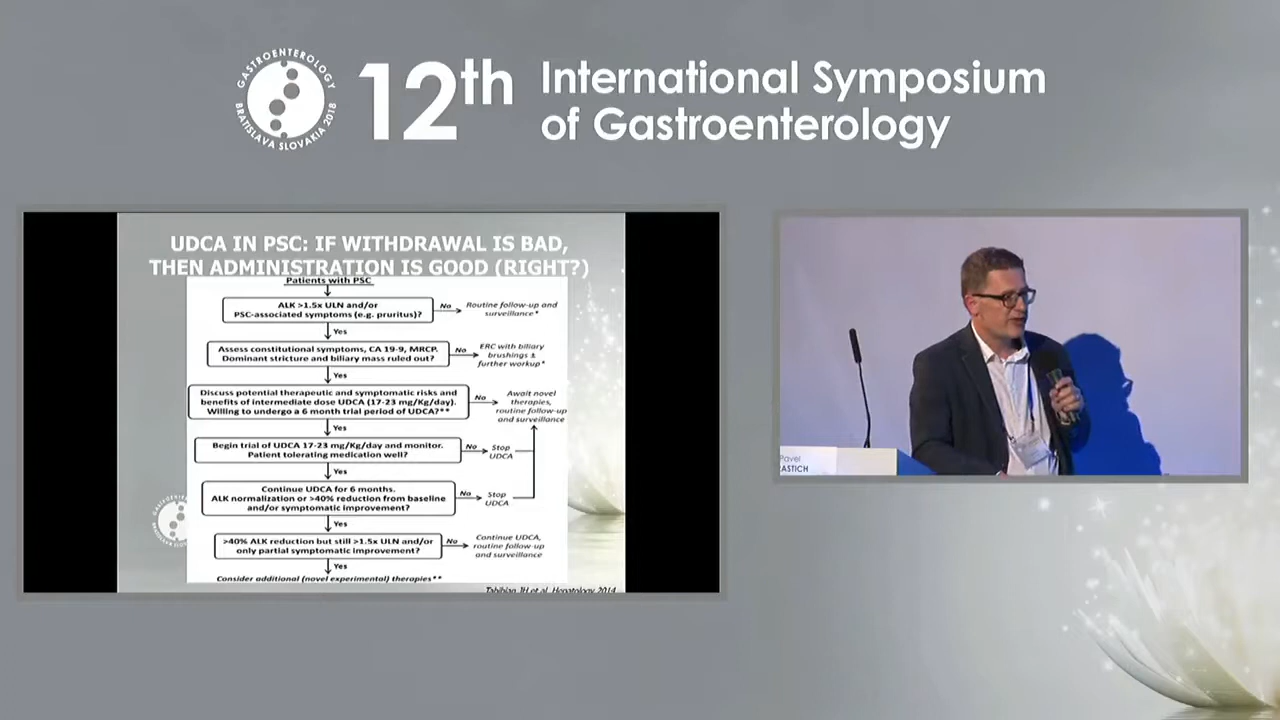 GASTROENTEROLOGY
BRATISLAVA SLOVAKIA 2018
12th
International Symposium
of Gastroenterology
UDCA IN PSC: IF WITHDRAWAL IS BAD,
THEN ADMINISTRATION IS GOOD (RIGHT?)
Patients with PSC
ALK >1.5x ULN and/or
PSC-associated symptoms (e.g. pruritus)?
No
Routine follow-up and
surveillance*
Yes
Assess constitutional symptoms, CA 19-9, MRCP.
Dominant stricture and biliary mass ruled out?
No
ERC with biliary
brushings ±
further workup*
Yes
Discuss potential therapeutic and symptomatic risks and
benefits of intermediate dose UDCA (17-23 mg/Kg/day).
Willing to undergo a 6 month trial period of UDCA?**
No
Await novel
therapies,
routine follow-up
and surveillance
Yes
Begin trial of UDCA 17-23 mg/Kg/day and monitor.
Patient tolerating medication well?
No
Stop
UDCA
Yes
Continue UDCA for 6 months.
ALK normalization or >40% reduction from baseline
and/or symptomatic improvement?
No
Stop
UDCA
Yes
>40% ALK reduction but still >1.5x ULN and/or
only partial symptomatic improvement?
No
Continue UDCA,
routine follow-up
and surveillance
Yes
Consider additional (novel experimental) therapies**
Tabibian JH et al. Hepatology 2014
Pavel
RASTICH